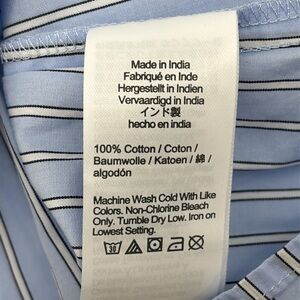 Made in India
Fabriqué en Inde
Hergestellt in Indien
Vervaardigd in India
インド製
hecho en india
100% Cotton / Coton /
Baumwolle / Katoen / 綿 /
algodón
Machine Wash Cold With Like
Colors. Non-Chlorine Bleach
Only. Tumble Dry Low. Iron on
Lowest Setting.
30